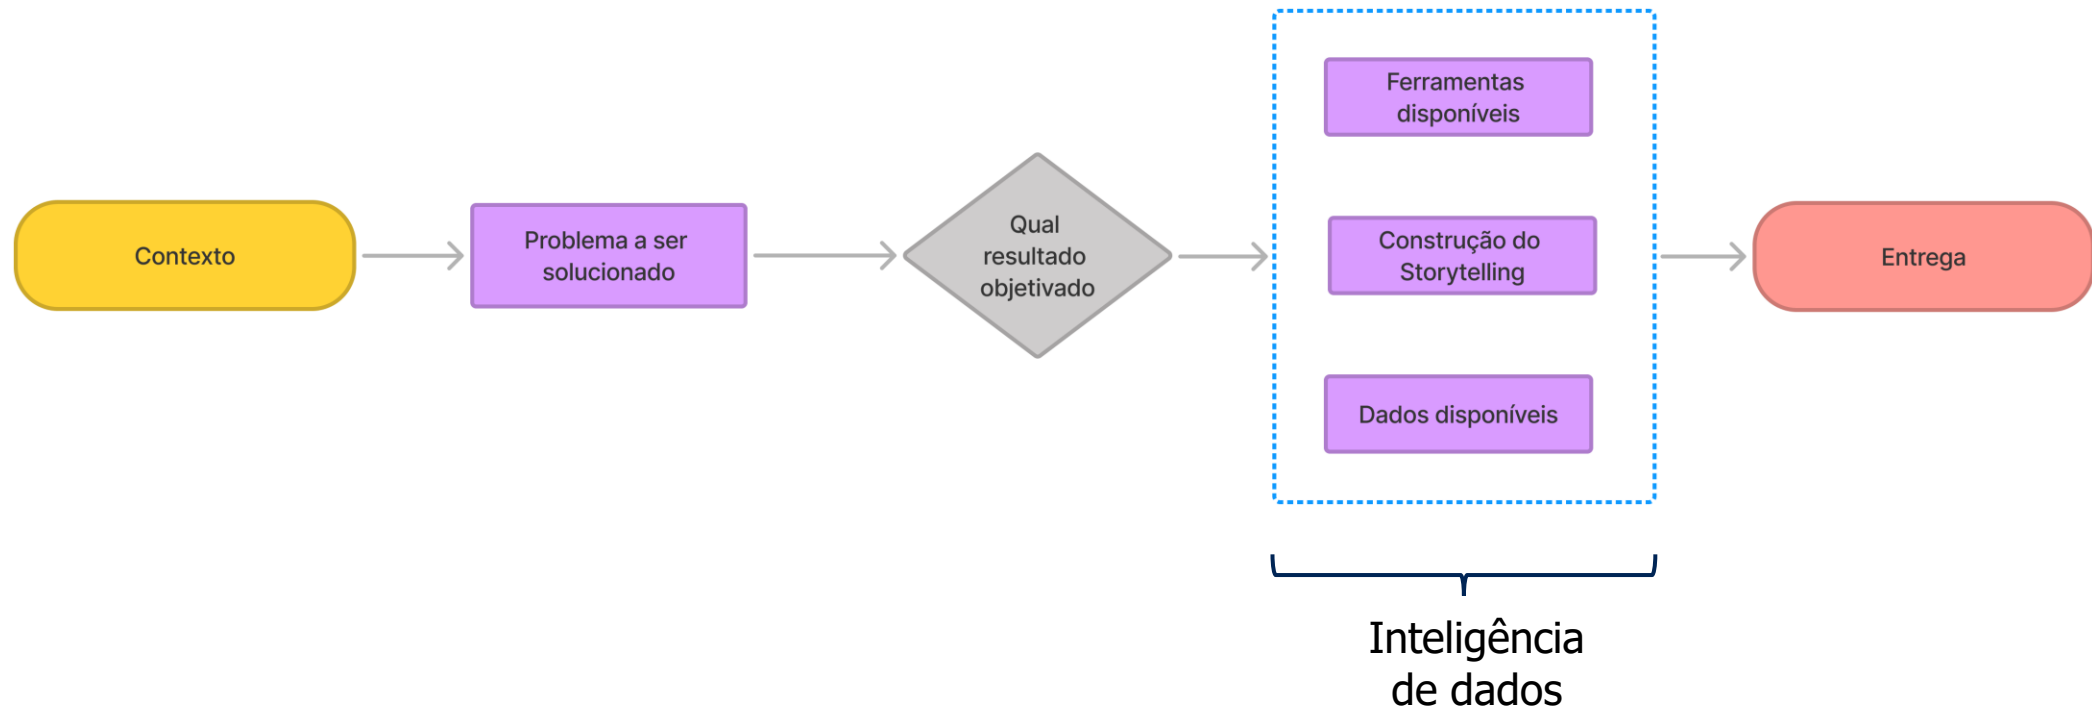 Contexto
Problema a ser
solucionado
Qual
resultado
objetivado
Ferramentas
disponíveis
Construção do
Storytelling
Dados disponíveis
Entrega
Inteligência
de dados